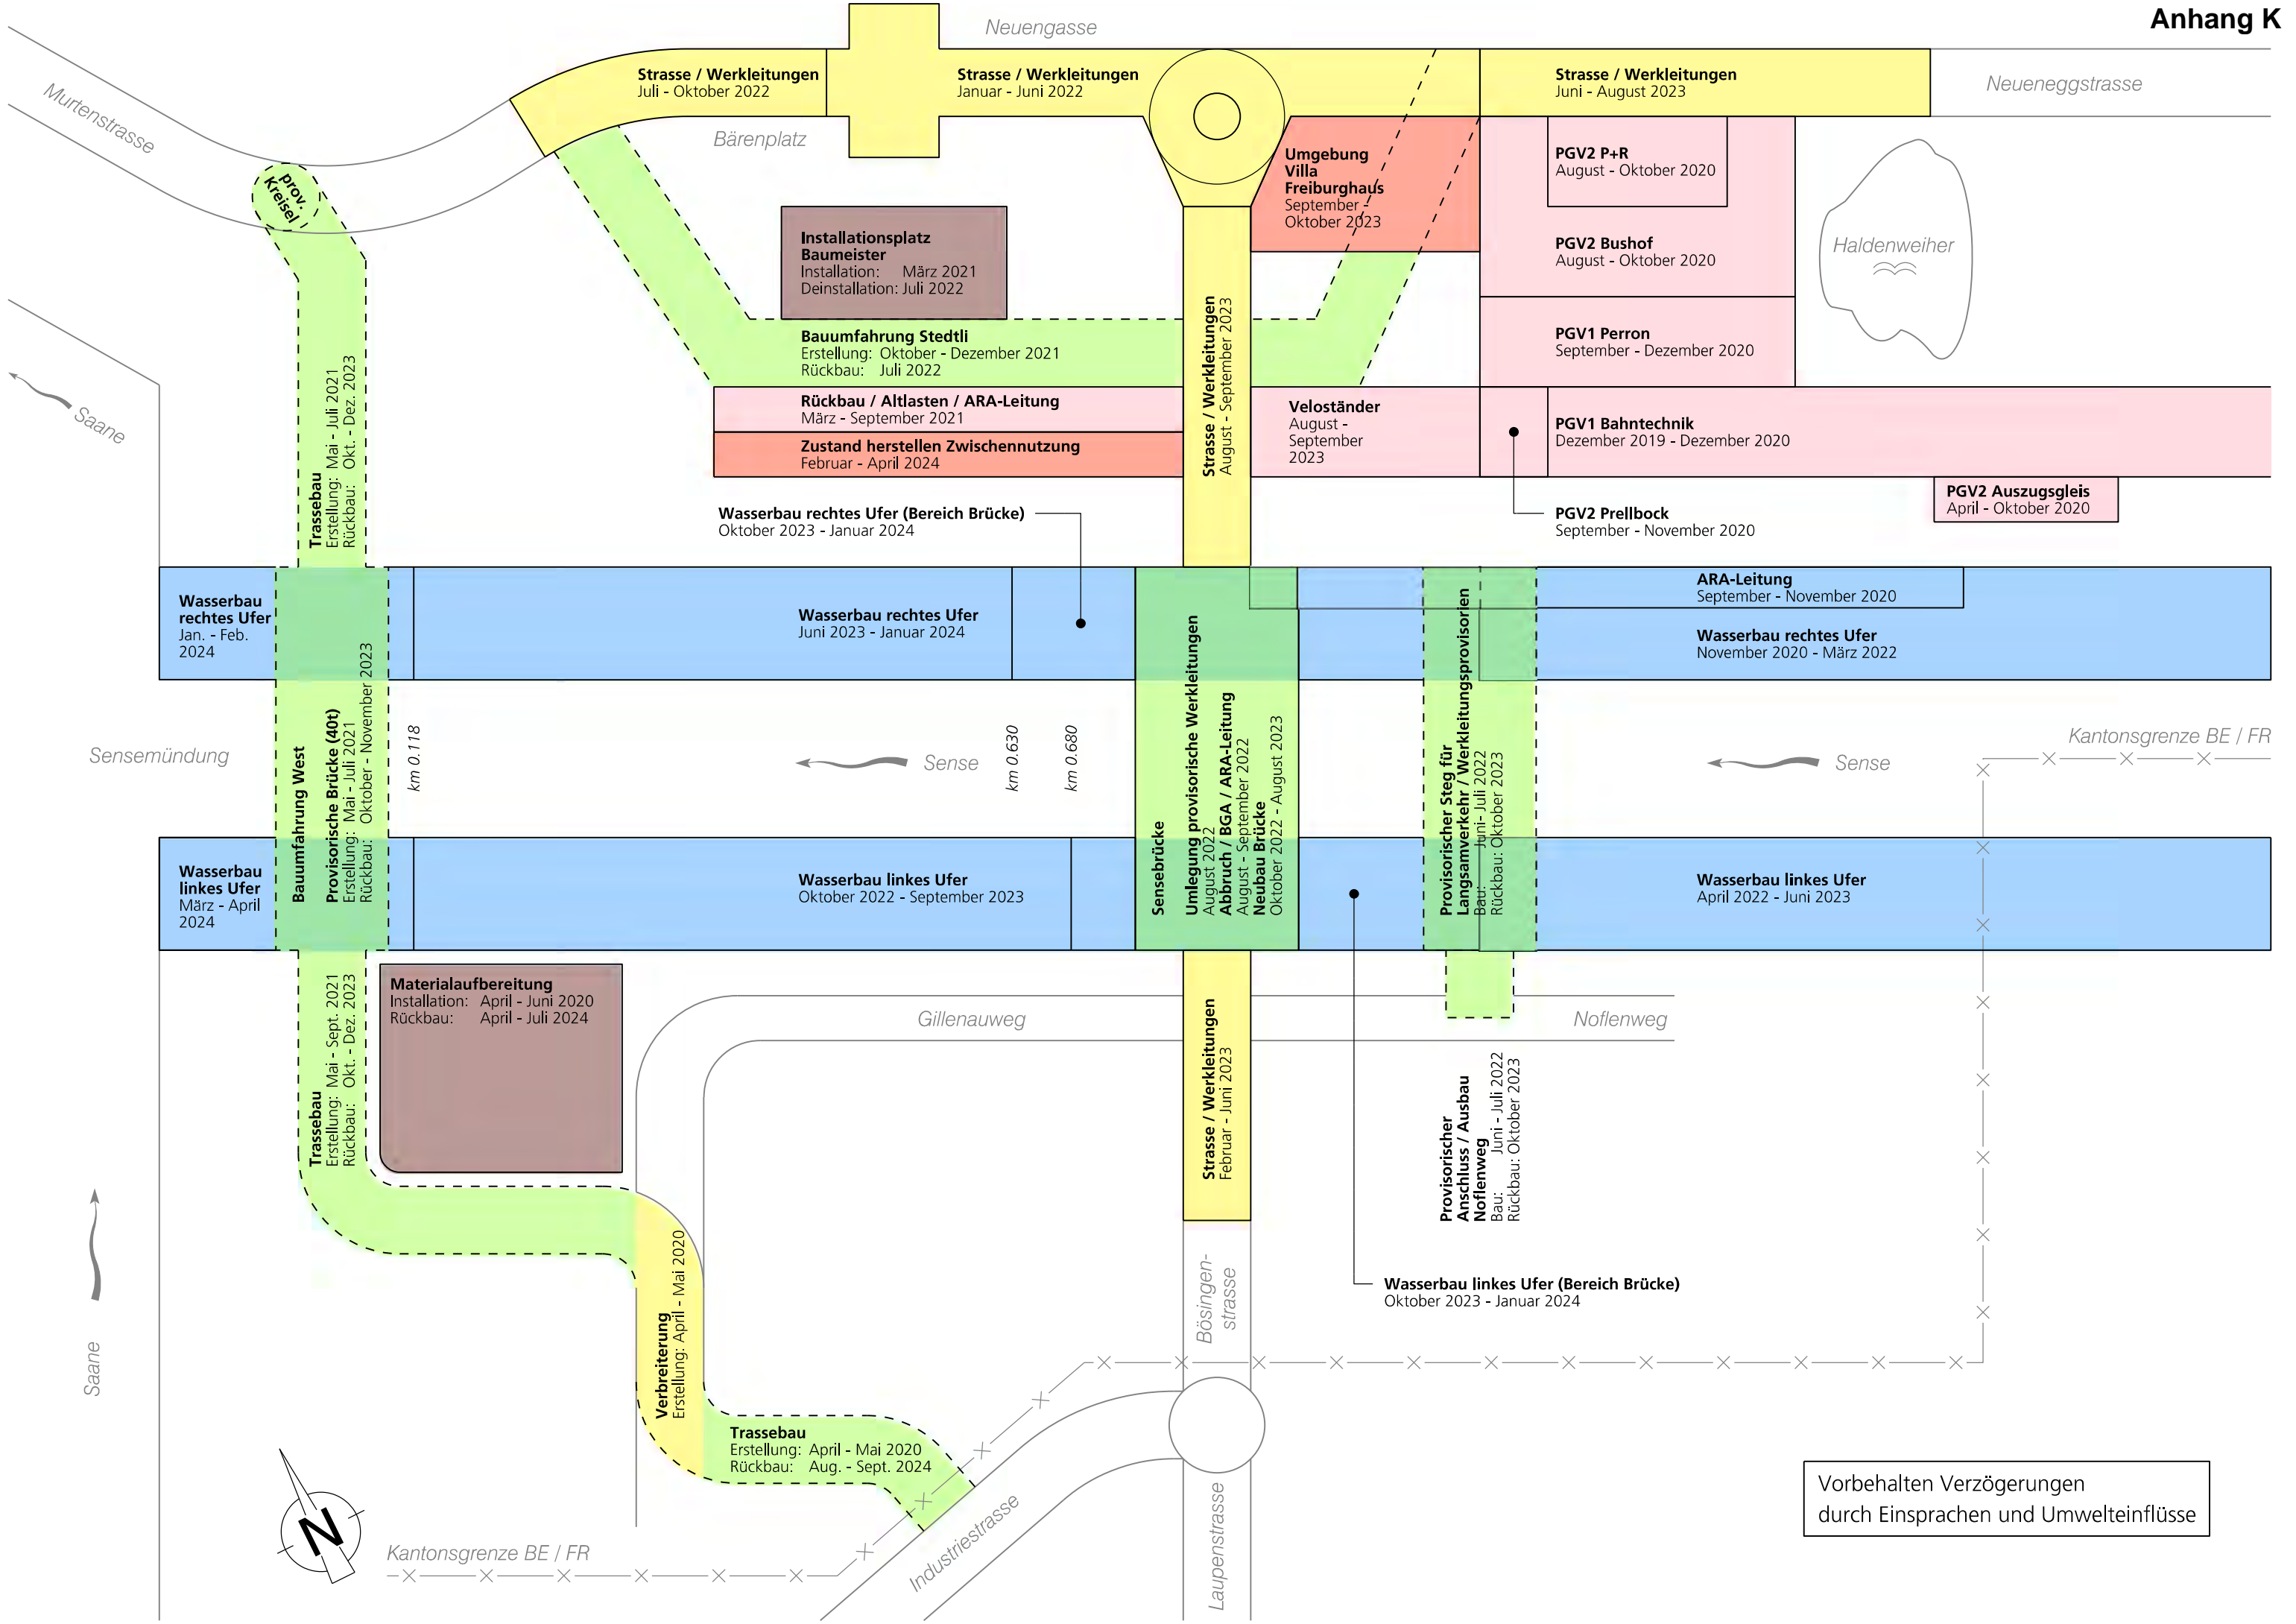 Anhang K
Neuengasse
Murtenstrasse
Strasse / Werkleitungen
Juli - Oktober 2022
Strasse / Werkleitungen
Januar - Juni 2022
Strasse / Werkleitungen
Juni - August 2023
Neueneggstrasse
Bärenplatz
prov.
Kreisel
Umgebung
Villa
Freiburghaus
September -
Oktober 2023
PGV2 P+R
August - Oktober 2020
PGV2 Bushof
August - Oktober 2020
Haldenweiher
Installationsplatz
Baumeister
Installation: März 2021
Deinstallation: Juli 2022
Bauumfahrung Stedtli
Erstellung: Oktober - Dezember 2021
Rückbau: Juli 2022
Strasse / Werkleitungen
August - September 2023
PGV1 Perron
September - Dezember 2020
Saane
Trassebau
Erstellung: Mai - Juli 2021
Rückbau: Okt. - Dez. 2023
Rückbau / Altlasten / ARA-Leitung
März - September 2021
Zustand herstellen Zwischennutzung
Februar - April 2024
Veloständer
August -
September
2023
PGV1 Bahntechnik
Dezember 2019 - Dezember 2020
PGV2 Auszugsgleis
April - Oktober 2020
Wasserbau rechtes Ufer (Bereich Brücke)
Oktober 2023 - Januar 2024
PGV2 Prellbock
September - November 2020
Wasserbau
rechtes Ufer
Jan. - Feb.
2024
Wasserbau rechtes Ufer
Juni 2023 - Januar 2024
ARA-Leitung
September - November 2020
Wasserbau rechtes Ufer
November 2020 - März 2022
Sensemündung
Bauumfahrung West
Provisorische Brücke (40t)
Erstellung: Mai - Juli 2021
Rückbau: Oktober - November 2023
km 0.118
Sense
km 0.630
km 0.680
Sensebrücke
Umlegung provisorische Werkleitungen
August 2022
Abbruch / BGA / ARA-Leitung
August - September 2022
Neubau Brücke
Oktober 2022 - August 2023
Provisorischer Steg für
Langsamverkehr / Werkleitungsprovisorien
Bau: Juni- Juli 2022
Rückbau: Oktober 2023
Sense
Kantonsgrenze BE / FR
Wasserbau
linkes Ufer
März - April
2024
Wasserbau linkes Ufer
Oktober 2022 - September 2023
Wasserbau linkes Ufer
April 2022 - Juni 2023
Trassebau
Erstellung: Mai - Sept. 2021
Rückbau: Okt. - Dez. 2023
Materialaufbereitung
Installation: April - Juni 2020
Rückbau: April - Juli 2024
Gillenauweg
Noflenweg
Strasse / Werkleitungen
Februar - Juni 2023
Provisorischer
Anschluss / Ausbau
Noflenweg
Bau: Juni - Juli 2022
Rückbau: Oktober 2023
Saane
Verbreiterung
Erstellung: April - Mai 2020
Bösingen-
strasse
Wasserbau linkes Ufer (Bereich Brücke)
Oktober 2023 - Januar 2024
Trassebau
Erstellung: April - Mai 2020
Rückbau: Aug. - Sept. 2024
N
Kantonsgrenze BE / FR
Industriestrasse
Laupenstrasse
Vorbehalten Verzögerungen
durch Einsprachen und Umwelteinflüsse